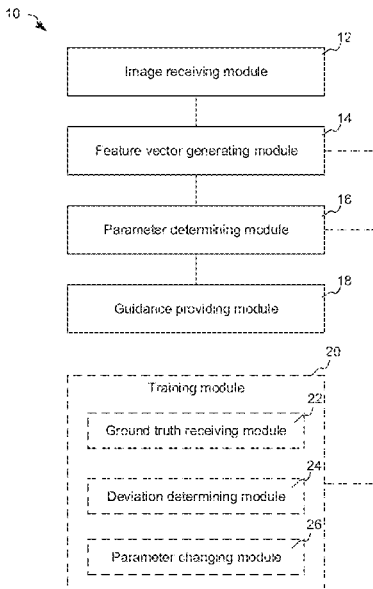 10
12
Image receiving module
14
Feature vector generating module
16
Parameter determining module
18
Guidance providing module
20
Training module
22
Ground truth receiving module
24
Deviation determining module
26
Parameter changing module